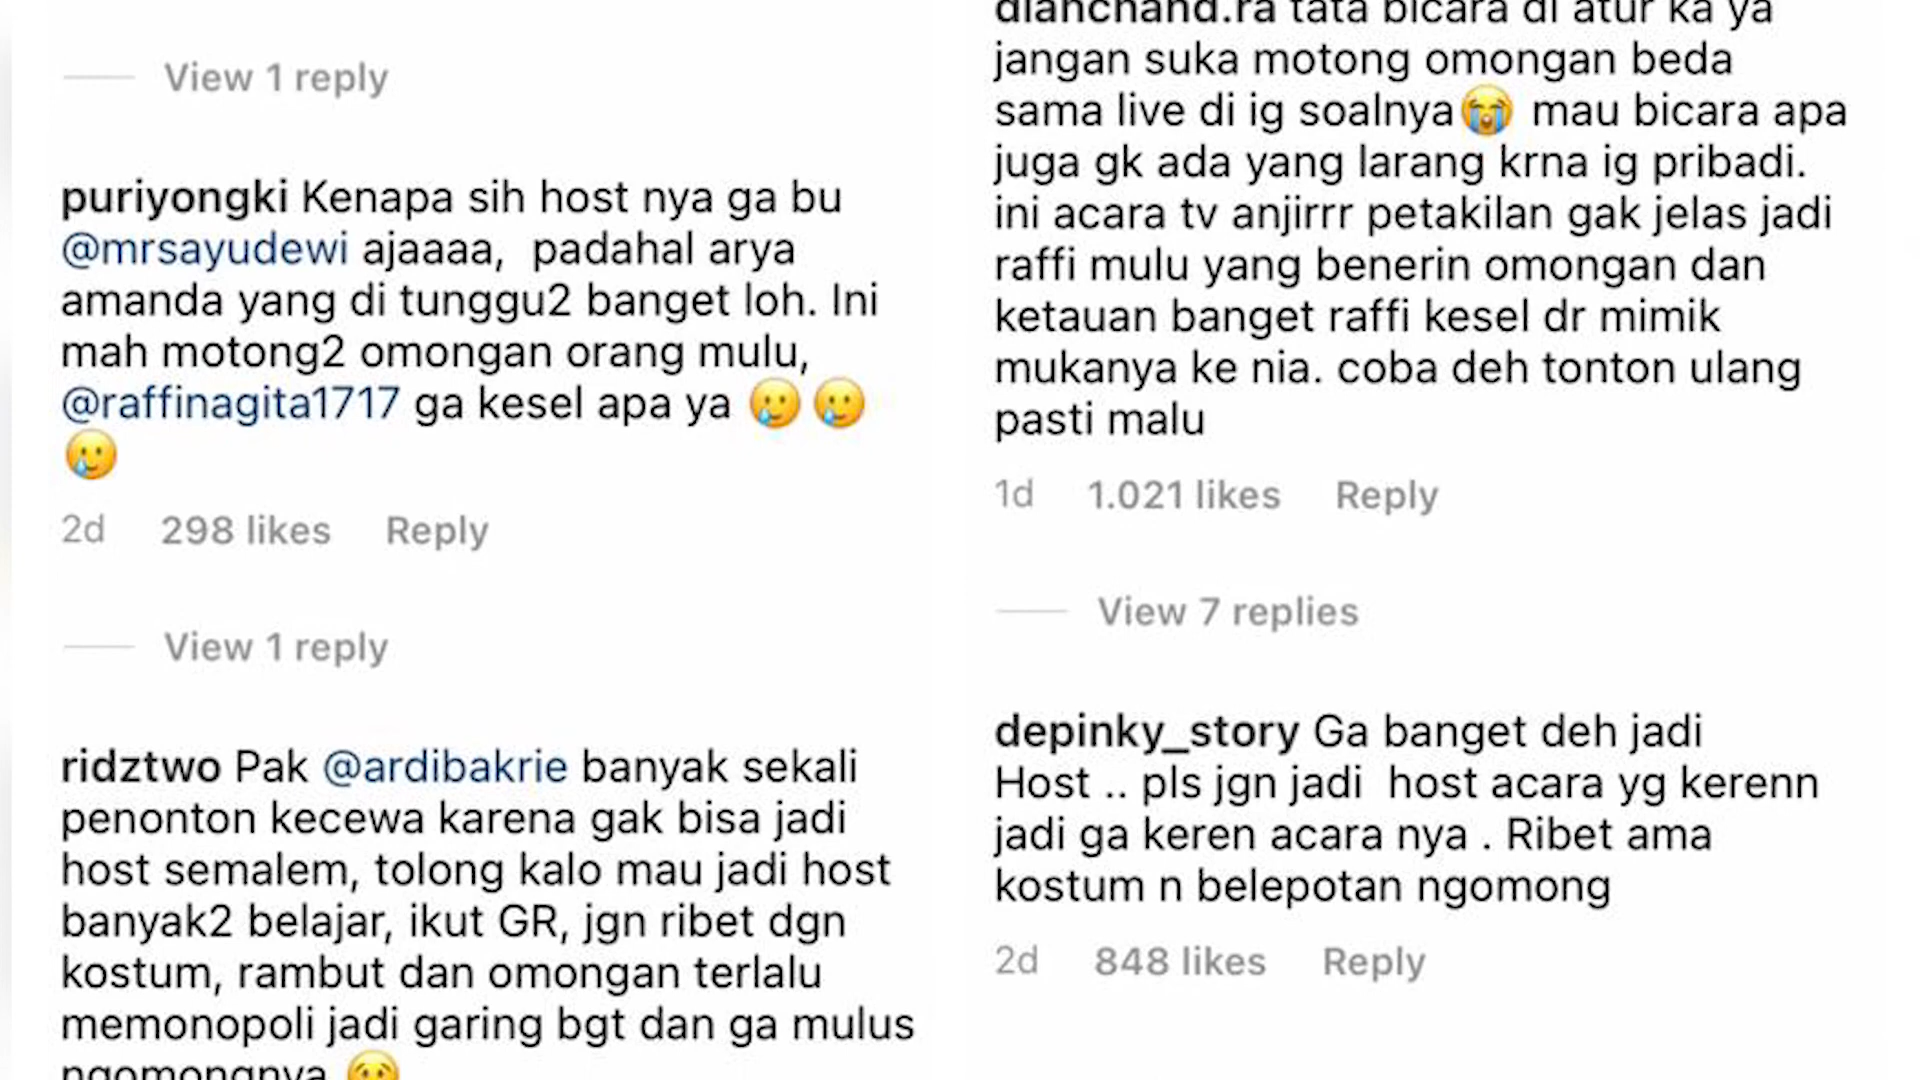 View 1 reply
puriyongki Kenapa sih host nya ga bu
@mrsayudewi ajaaaa, padahal arya
amanda yang di tunggu2 banget loh. Ini
mah motong2 omongan orang mulu,
@raffinagita1717 ga kesel apa ya 🥲🥲
🥲
2d 298 likes Reply
View 1 reply
ridztwo Pak @ardibakrie banyak sekali
penonton kecewa karena gak bisa jadi
host semalem, tolong kalo mau jadi host
banyak2 belajar, ikut GR, jgn ribet dgn
kostum, rambut dan omongan terlalu
memonopoli jadi garing bgt dan ga mulus
ngomongnya
dianchand.ra tata bicara di atur ka ya
jangan suka motong omongan beda
sama live di ig soalnya😭 mau bicara apa
juga gk ada yang larang krna ig pribadi.
ini acara tv anjirrr petakilan gak jelas jadi
raffi mulu yang benerin omongan dan
ketauan banget raffi kesel dr mimik
mukanya ke nia. coba deh tonton ulang
pasti malu
1d 1.021 likes Reply
View 7 replies
depinky_story Ga banget deh jadi
Host .. pls jgn jadi host acara yg kerenn
jadi ga keren acara nya . Ribet ama
kostum n belepotan ngomong
2d 848 likes Reply